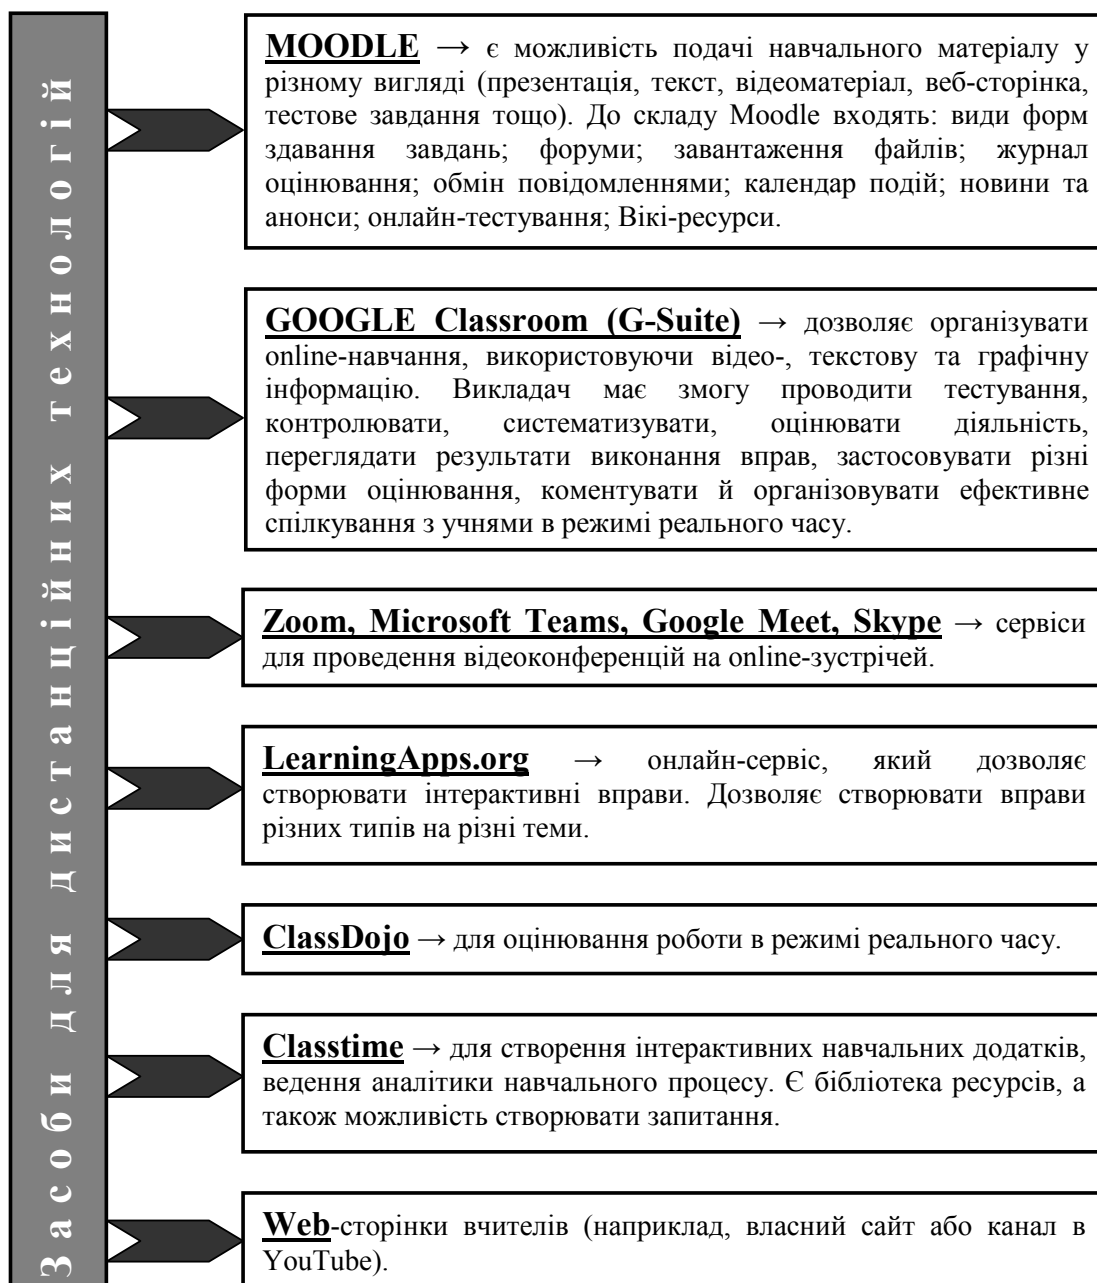 Засоби для дистанційних технологій
MOODLE → є можливість подачі навчального матеріалу у
різному вигляді (презентація, текст, відеоматеріал, веб-сторінка,
тестове завдання тощо). До складу Moodle входять: види форм
здавання завдань; форуми; завантаження файлів; журнал
оцінювання; обмін повідомленнями; календар подій; новини та
анонси; онлайн-тестування; Вікі-ресурси.
GOOGLE Classroom (G-Suite) → дозволяє організувати
online-навчання, використовуючи відео-, текстову та графічну
інформацію. Викладач має змогу проводити тестування,
контролювати, систематизувати, оцінювати діяльність,
переглядати результати виконання вправ, застосовувати різні
форми оцінювання, коментувати й організовувати ефективне
спілкування з учнями в режимі реального часу.
Zoom, Microsoft Teams, Google Meet, Skype → сервіси
для проведення відеоконференцій на online-зустрічей.
LearningApps.org → онлайн-сервіс, який дозволяє
створювати інтерактивні вправи. Дозволяє створювати вправи
різних типів на різні теми.
ClassDojo → для оцінювання роботи в режимі реального часу.
Classtime → для створення інтерактивних навчальних додатків,
ведення аналітики навчального процесу. Є бібліотека ресурсів, а
також можливість створювати запитання.
Web-сторінки вчителів (наприклад, власний сайт або канал в
YouTube).